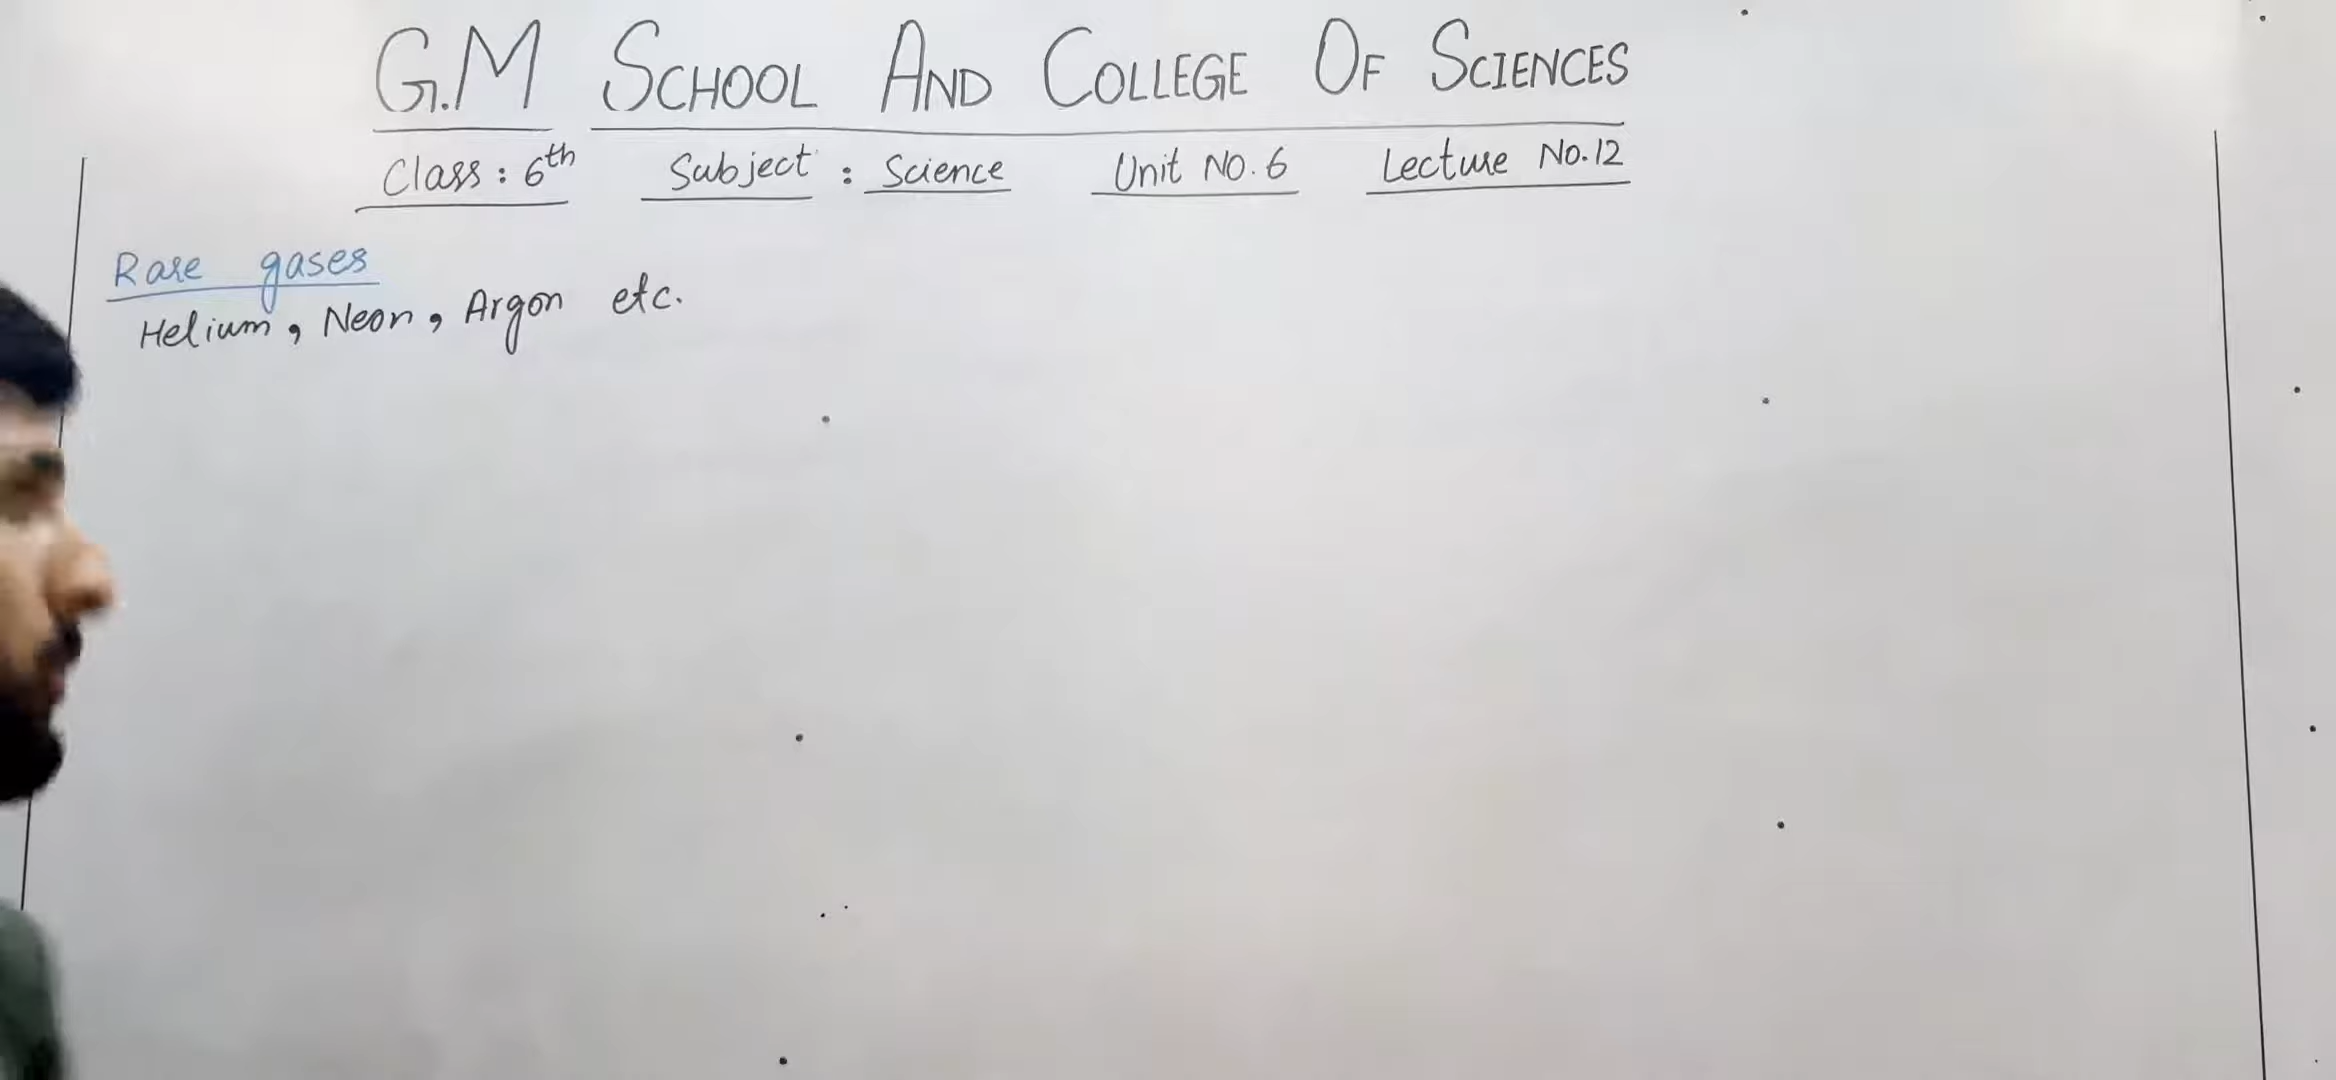 G.M SCHOOL AND COLLEGE OF SCIENCES
Class : 6th Subject : Science Unit No. 6 Lecture No. 12
Rare gases
Helium, Neon, Argon etc.